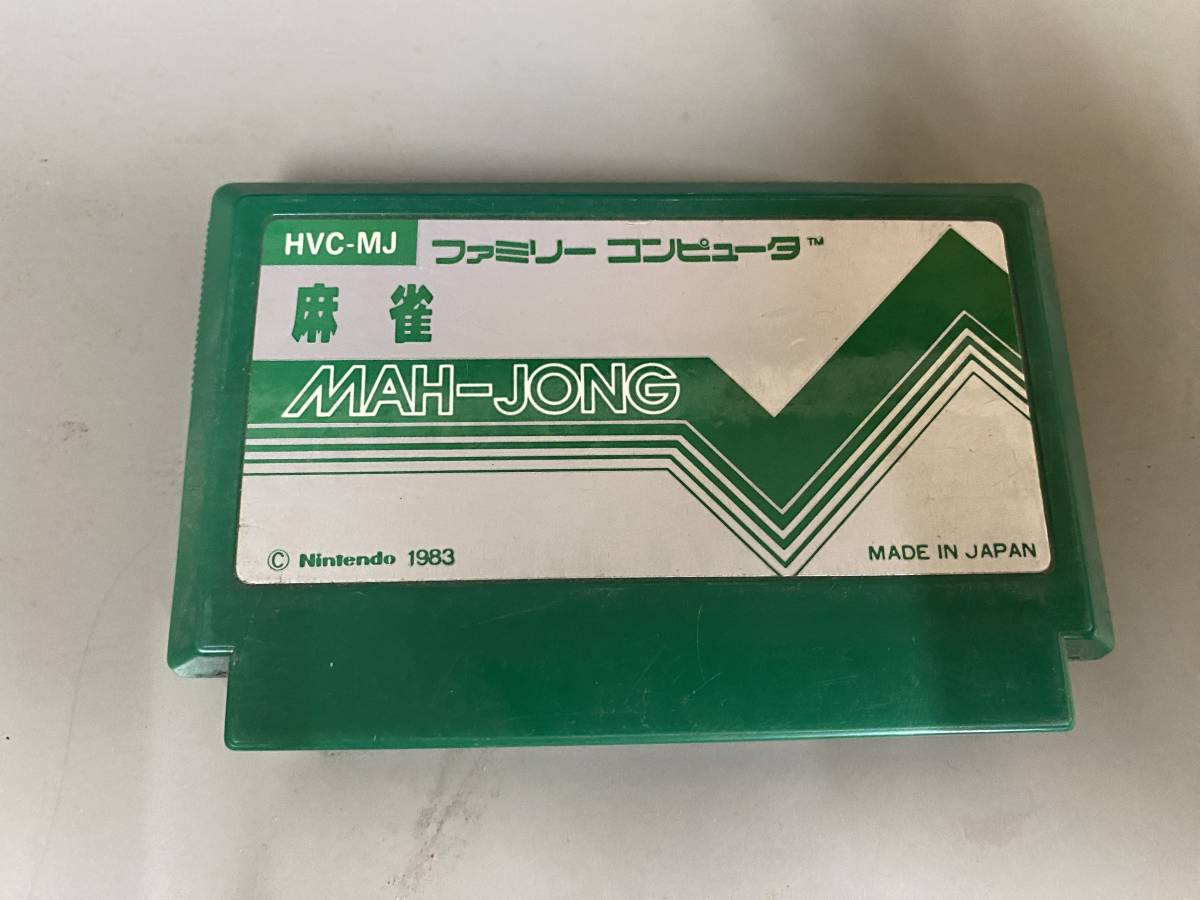 HVC-MJ
ファミリー コンピュータ™
麻雀
MAH-JONG
© Nintendo 1983
MADE IN JAPAN